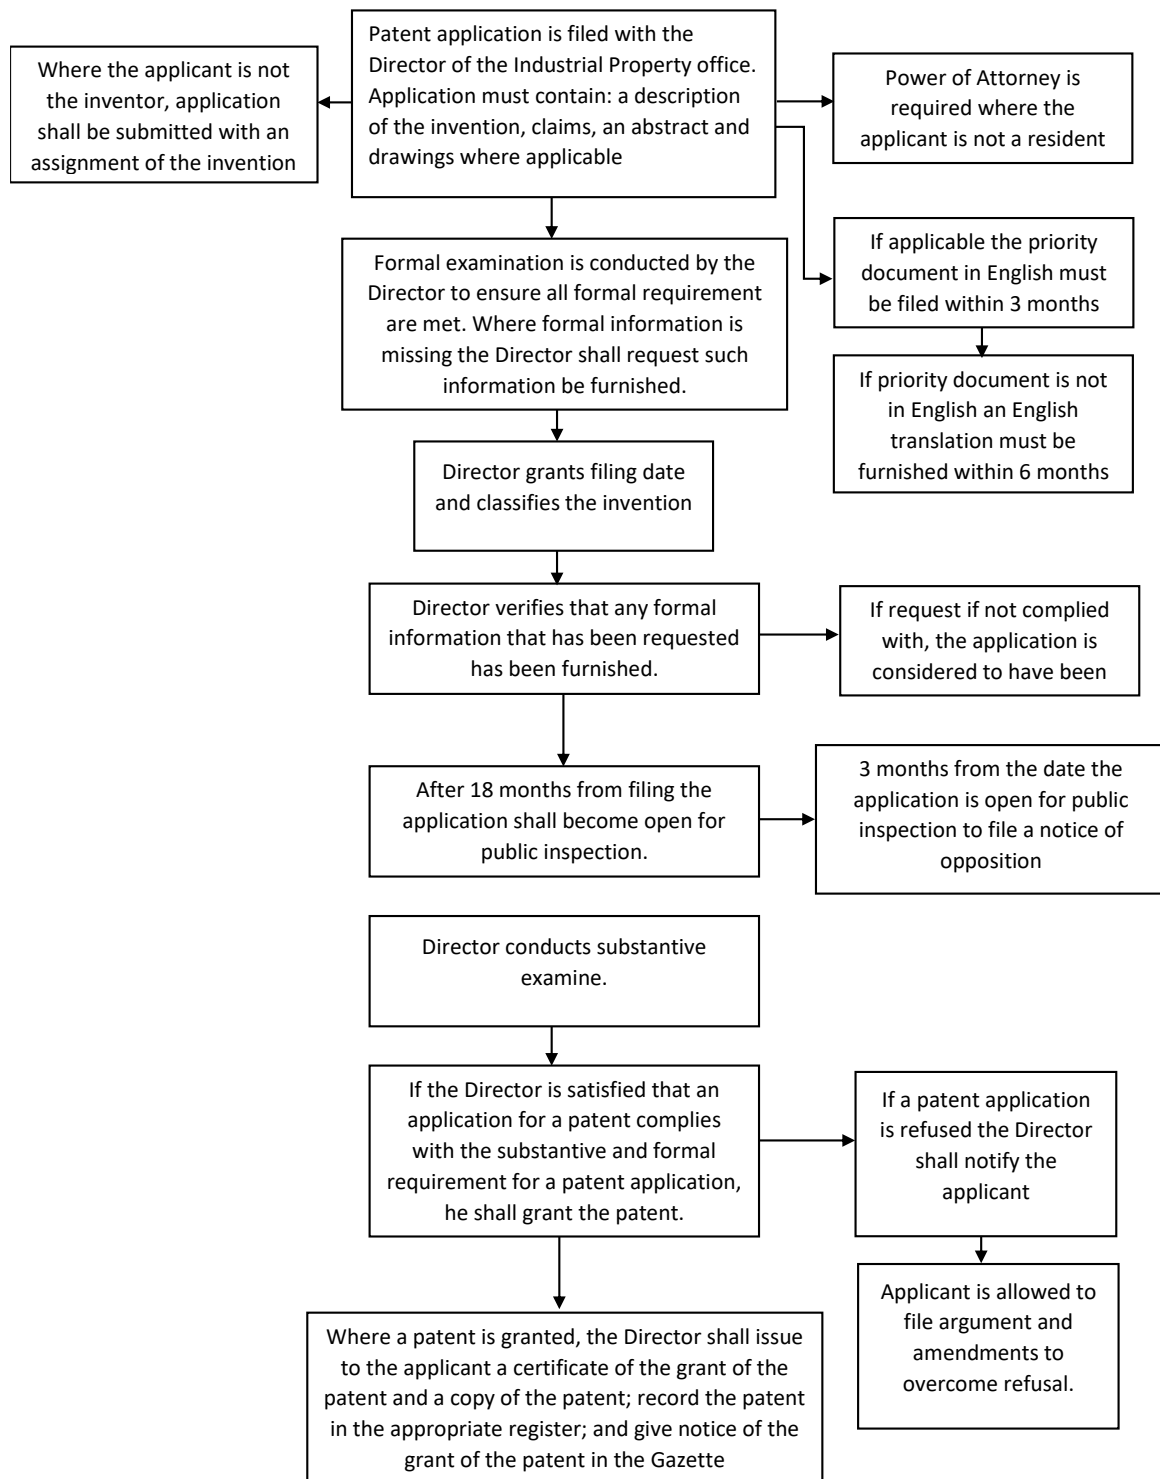 Patent application is filed with the
Director of the Industrial Property office.
Application must contain: a description
of the invention, claims, an abstract and
drawings where applicable
Where the applicant is not
the inventor, application
shall be submitted with an
assignment of the invention
Power of Attorney is
required where the
applicant is not a resident
If applicable the priority
document in English must
be filed within 3 months
Formal examination is conducted by the
Director to ensure all formal requirement
are met. Where formal information is
missing the Director shall request such
information be furnished.
If priority document is not
in English an English
translation must be
furnished within 6 months
Director grants filing date
and classifies the invention
Director verifies that any formal
information that has been requested
has been furnished.
If request if not complied
with, the application is
considered to have been
After 18 months from filing the
application shall become open for
public inspection.
3 months from the date the
application is open for public
inspection to file a notice of
opposition
Director conducts substantive
examine.
If the Director is satisfied that an
application for a patent complies
with the substantive and formal
requirement for a patent application,
he shall grant the patent.
If a patent application
is refused the Director
shall notify the
applicant
Applicant is allowed to
file argument and
amendments to
overcome refusal.
Where a patent is granted, the Director shall issue
to the applicant a certificate of the grant of the
patent and a copy of the patent; record the patent
in the appropriate register; and give notice of the
grant of the patent in the Gazette